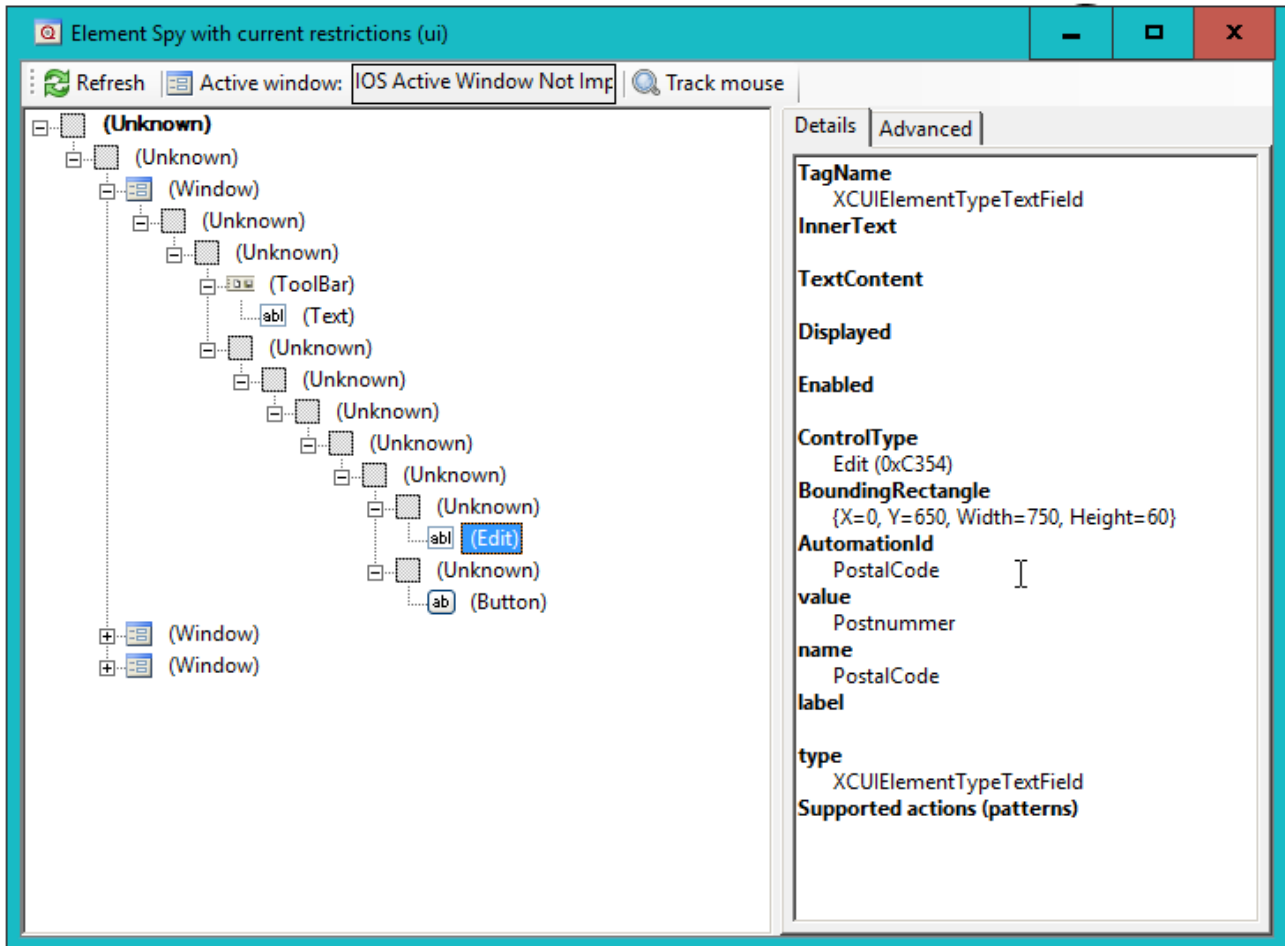 Element Spy with current restrictions (ui)
Refresh Active window: IOS Active Window Not Imp Track mouse
(Unknown)
(Unknown)
(Window)
(Unknown)
(Unknown)
(ToolBar)
abl (Text)
(Unknown)
(Unknown)
(Unknown)
(Unknown)
(Unknown)
(Unknown)
abl (Edit)
(Unknown)
ab (Button)
(Window)
(Window)
Details Advanced
TagName
XCUIElementTypeTextField
InnerText
TextContent
Displayed
Enabled
ControlType
Edit (0xC354)
BoundingRectangle
{X=0, Y=650, Width=750, Height=60}
AutomationId
PostalCode
value
Postnummer
name
PostalCode
label
type
XCUIElementTypeTextField
Supported actions (patterns)